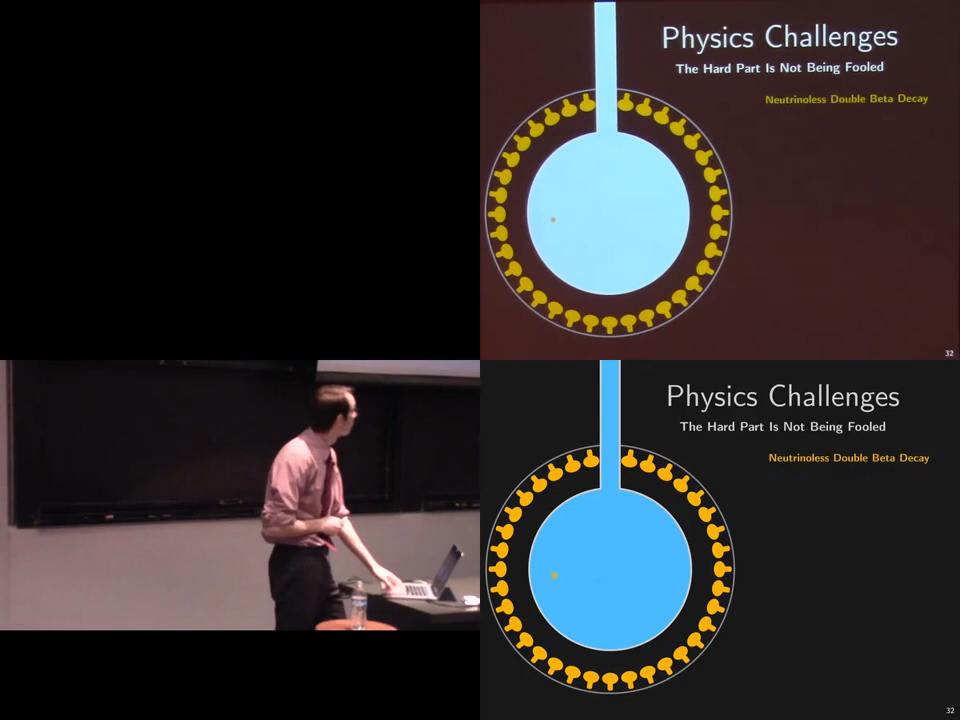 Physics Challenges
The Hard Part Is Not Being Fooled
Neutrinoless Double Beta Decay
32
Physics Challenges
The Hard Part Is Not Being Fooled
Neutrinoless Double Beta Decay
32